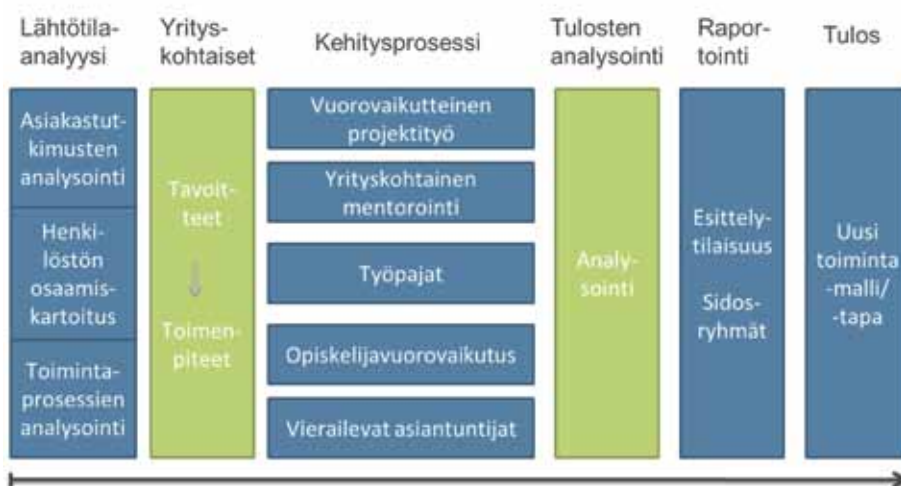 Lähtötila-
analyysi
Yritys-
kohtaiset
Kehitysprosessi
Tulosten
analysointi
Rapor-
tointi
Tulos
Asiakastut-
kimusten
analysointi
Henki-
löstön
osaamis-
kartoitus
Toiminta-
prosessien
analysointi
Tavoit-
teet
Toimen-
piteet
Vuorovaikutteinen
projektityö
Yrityskohtainen
mentorointi
Työpajat
Opiskelijavuorovaikutus
Vierailevat asiantuntijat
Analy-
sointi
Esittely-
tilaisuus
Sidos-
ryhmät
Uusi
toiminta
-malli/
-tapa